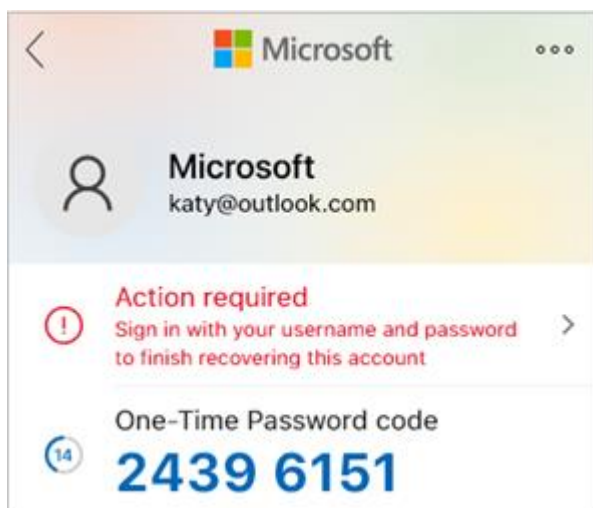 Microsoft
Microsoft
katy@outlook.com
Action required
Sign in with your username and password
to finish recovering this account
One-Time Password code
14
2439 6151